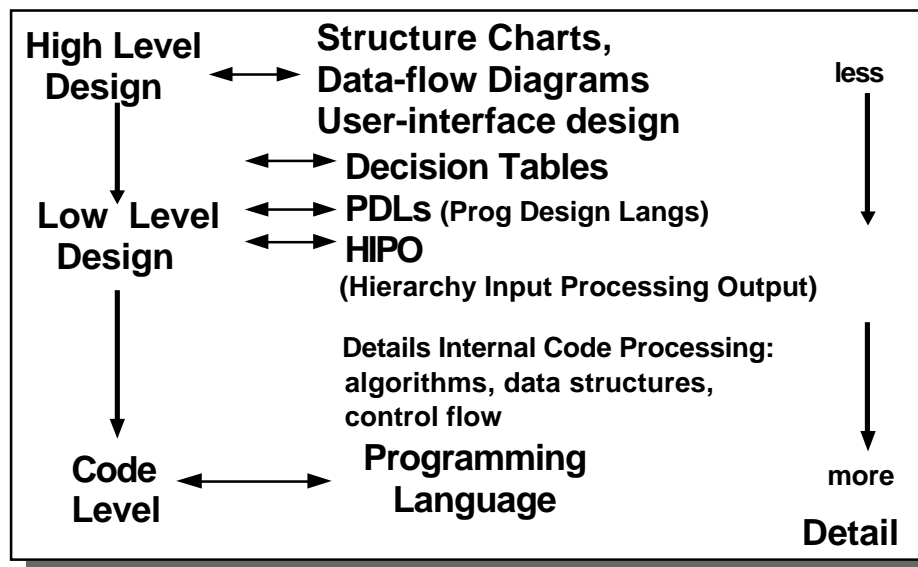 High Level
Design
Structure Charts,
Data-flow Diagrams
User-interface design
less
Decision Tables
Low Level
Design
PDLs (Prog Design Langs)
HIPO
(Hierarchy Input Processing Output)
Details Internal Code Processing:
algorithms, data structures,
control flow
Code
Level
Programming
Language
more
Detail